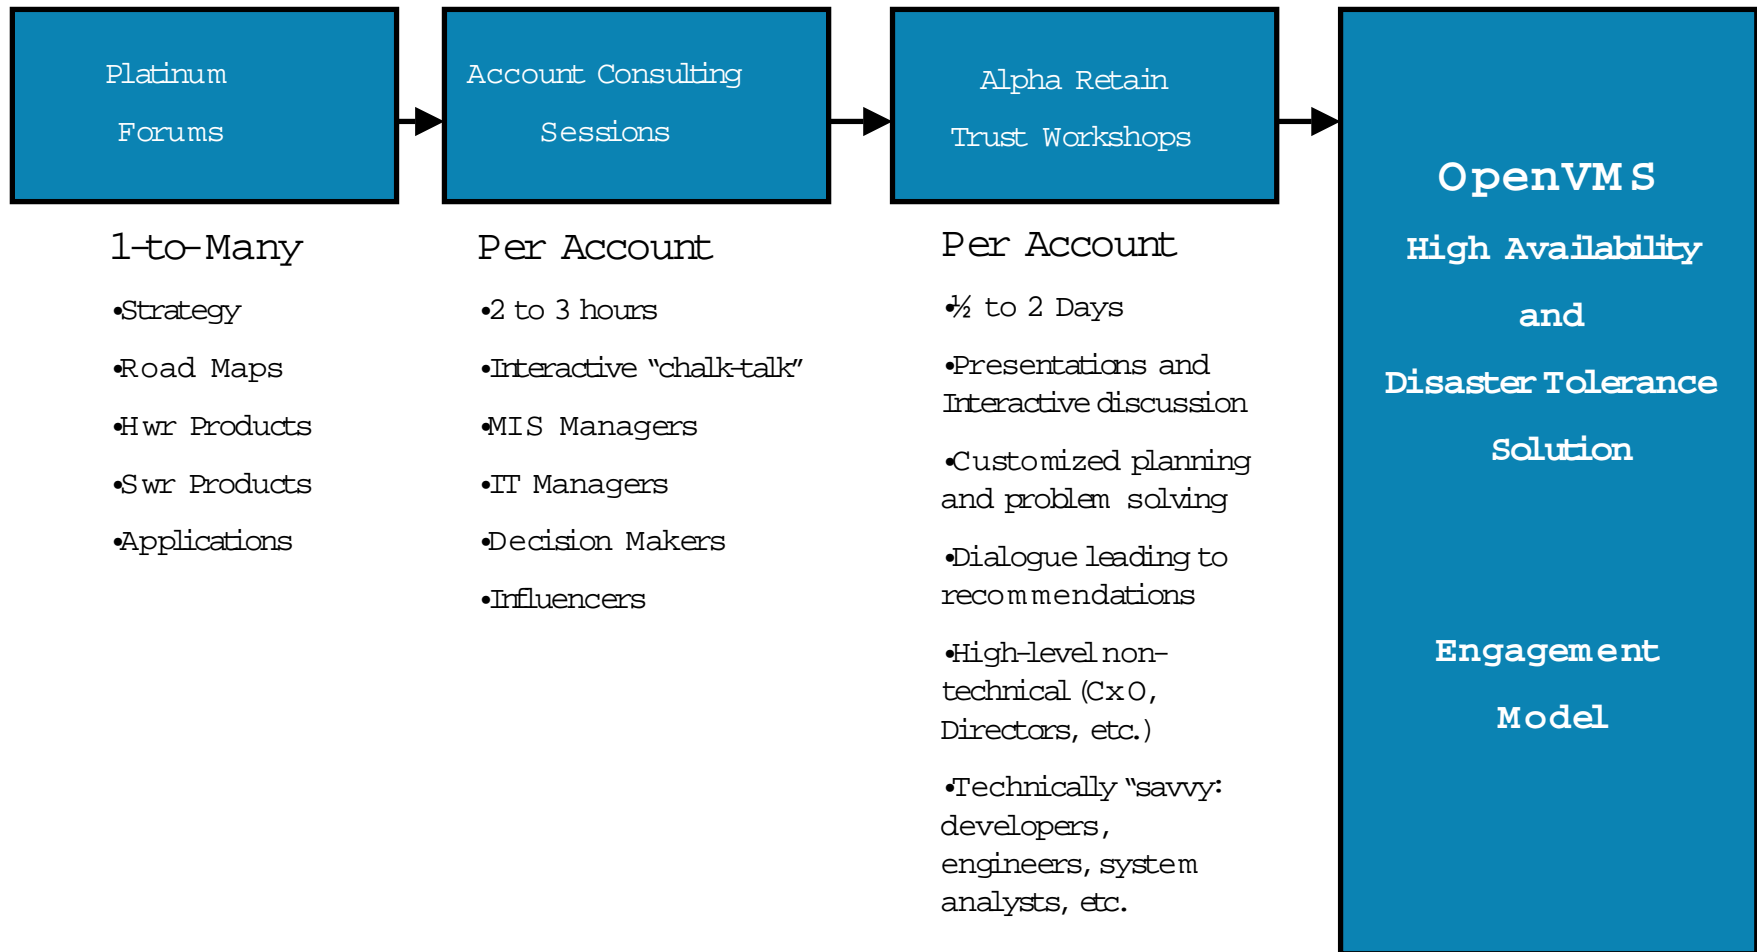 Platinum
Forums
1-to-Many
•Strategy
•Road Maps
•Hwr Products
•Swr Products
•Applications
Account Consulting
Sessions
Per Account
•2 to 3 hours
•Interactive “chalk-talk”
•MIS Managers
•IT Managers
•Decision Makers
•Influencers
Alpha Retain
Trust Workshops
Per Account
•½ to 2 Days
•Presentations and
Interactive discussion
•Customized planning
and problem solving
•Dialogue leading to
recommendations
•High-level non-
technical (CxO,
Directors, etc.)
•Technically “savvy:
developers,
engineers, system
analysts, etc.
OpenVMS
High Availability
and
Disaster Tolerance
Solution
Engagement
Model